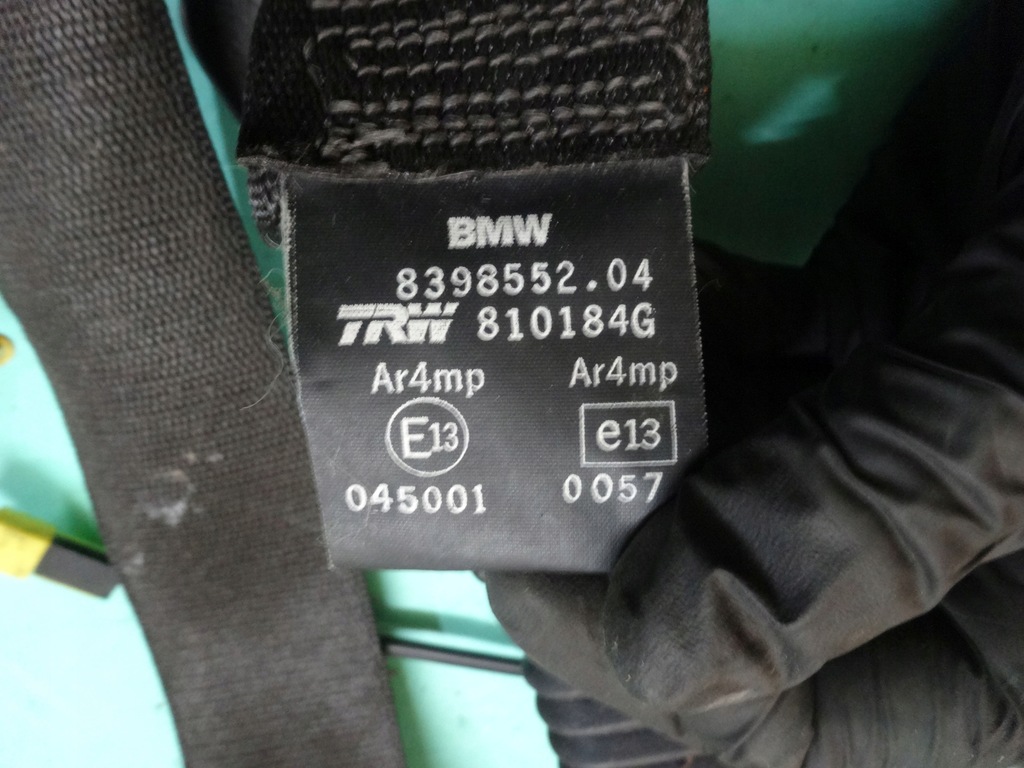 BMW
8398552.04
TRW 810184G
Ar4mp Ar4mp
E13 e13
045001 0057